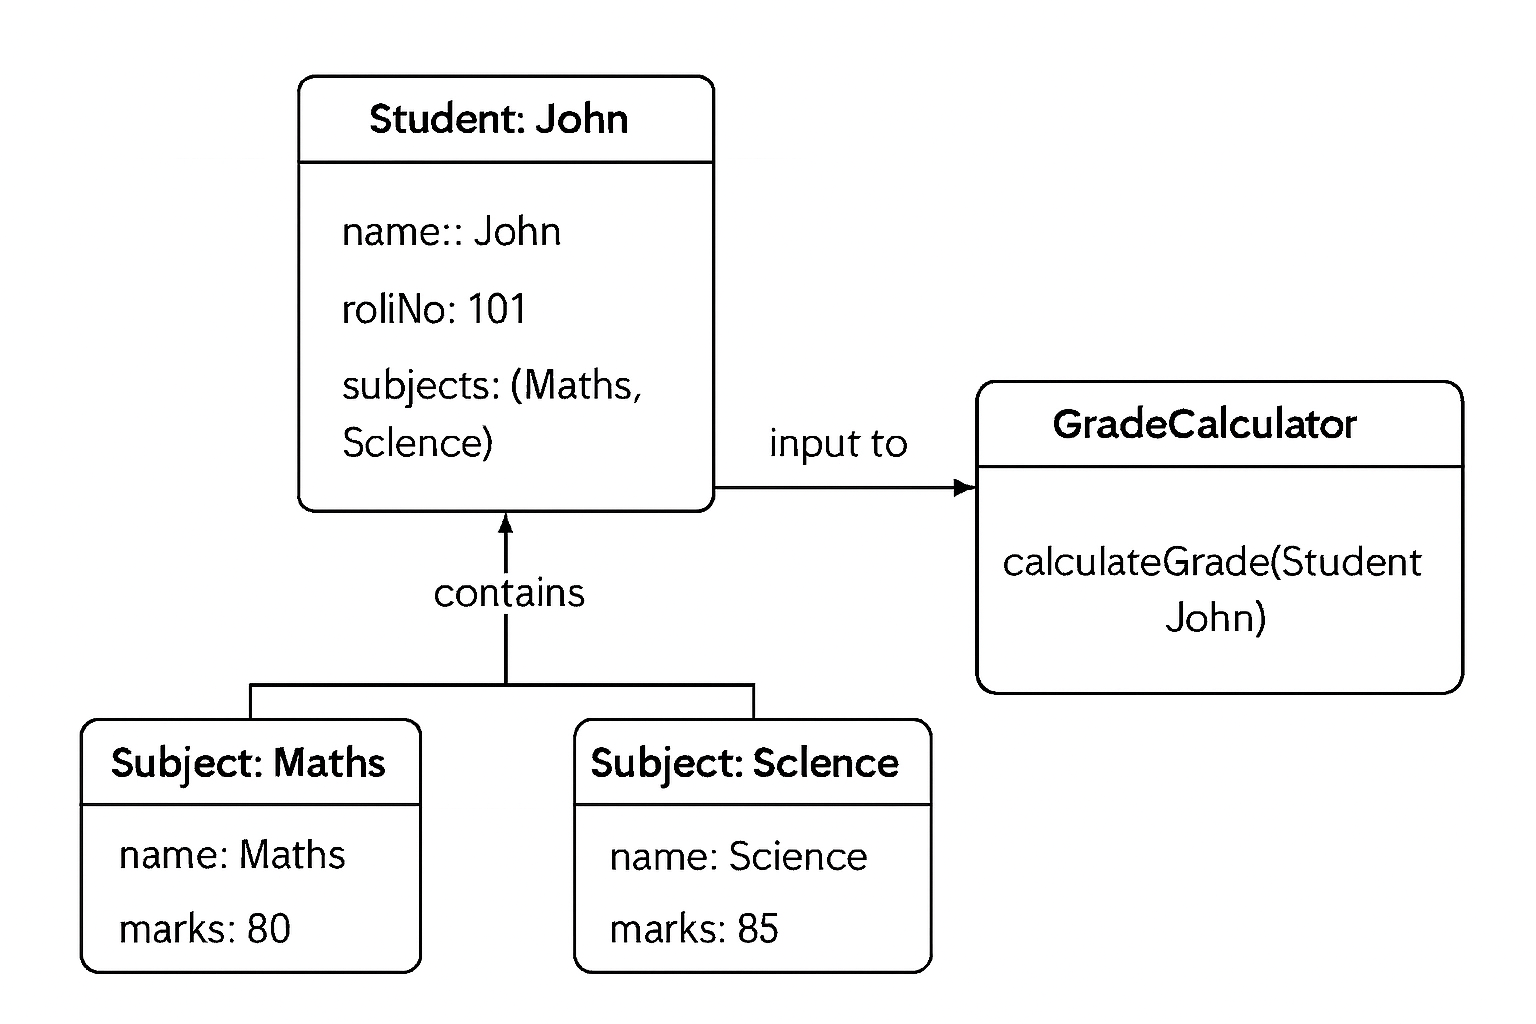 Student: John
name:: John
roliNo: 101
subjects: (Maths,
Sclence)
input to
GradeCalculator
calculateGrade(Student
John)
contains
Subject: Maths
name: Maths
marks: 80
Subject: Sclence
name: Science
marks: 85